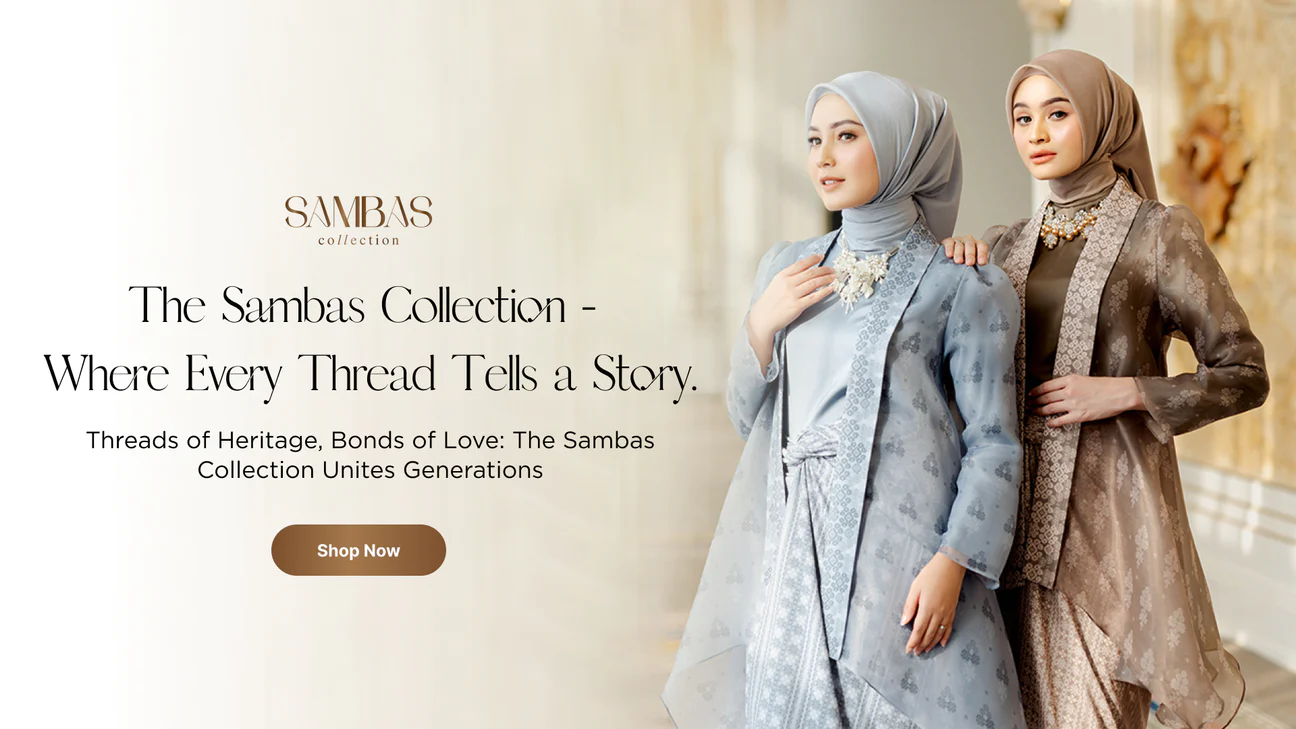 SAMBAS
collection
The Sambas Collection -
Where Every Thread Tells a Story.
Threads of Heritage, Bonds of Love: The Sambas
Collection Unites Generations
Shop Now